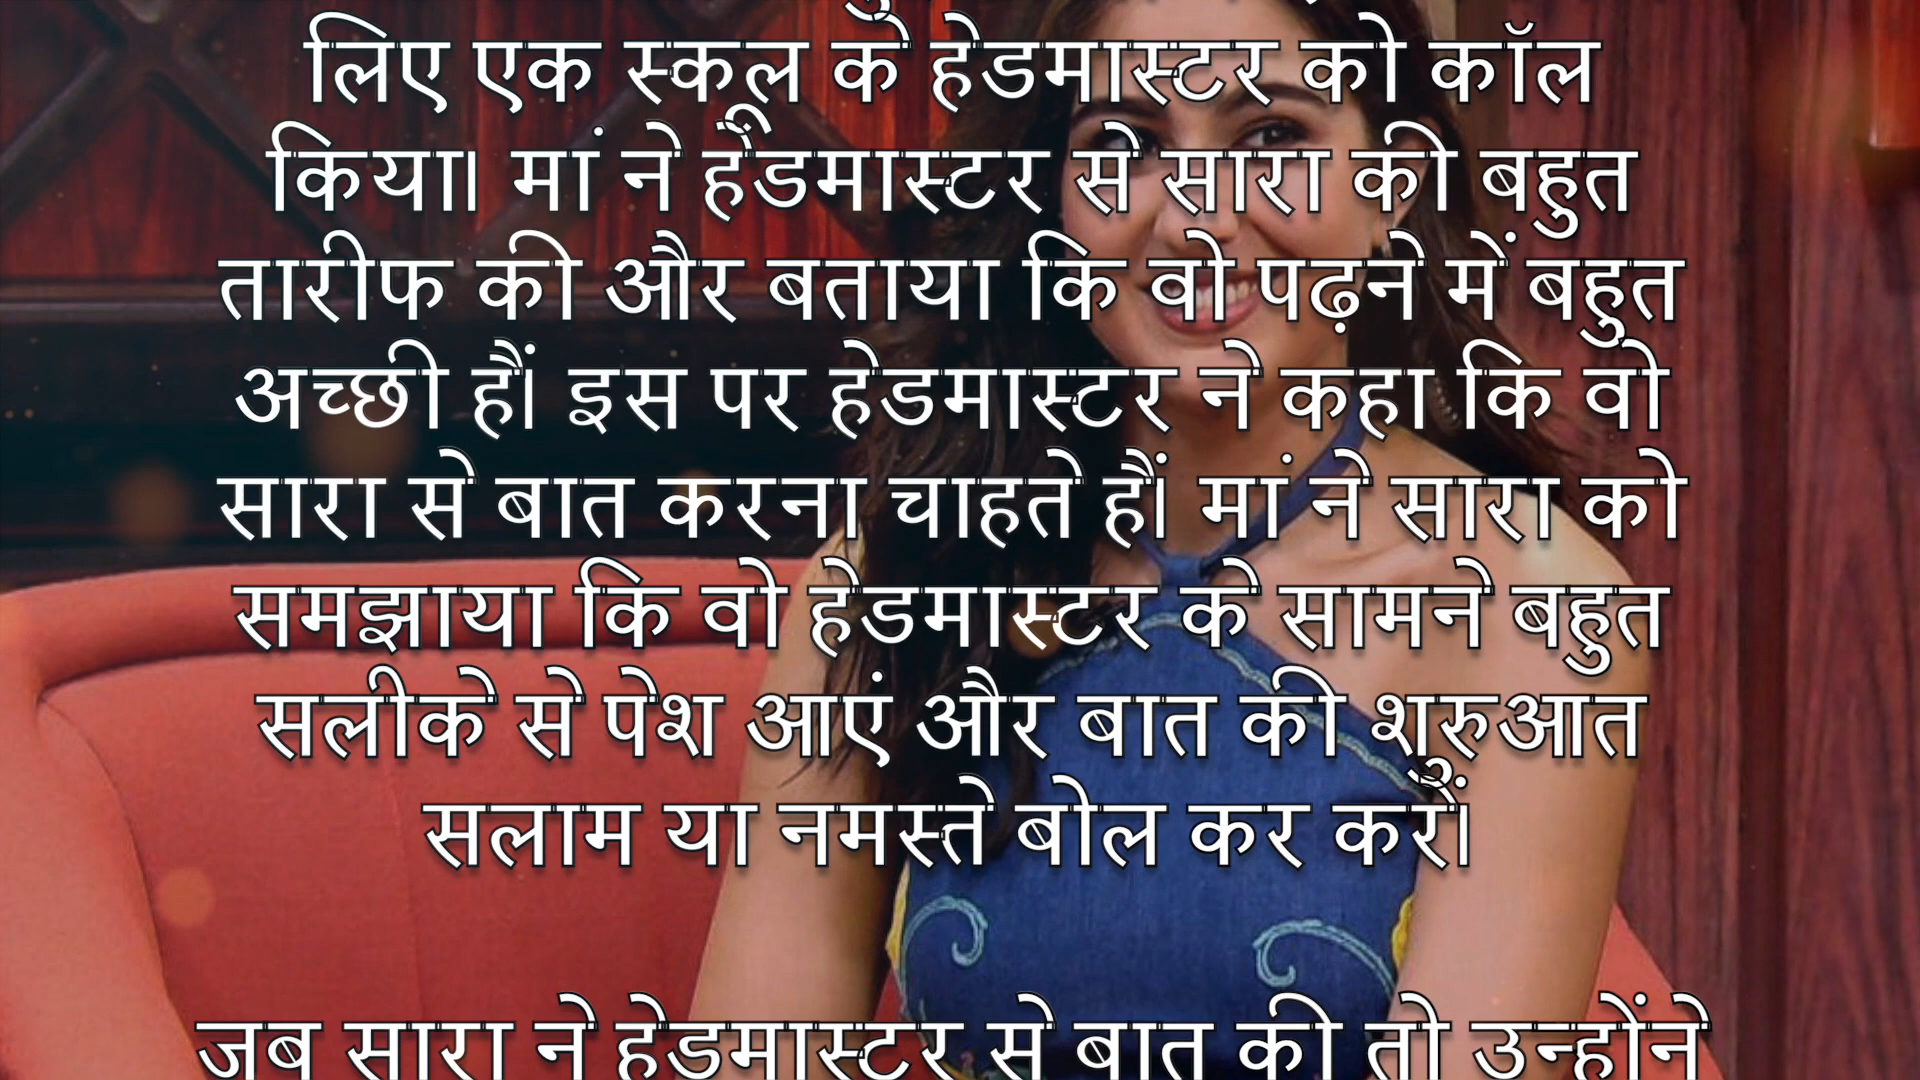 लिए एक स्कूल के हेडमास्टर को कॉल
किया। मां ने हेडमास्टर से सारा की बहुत
तारीफ की और बताया कि वो पढ़ने में बहुत
अच्छी हैं। इस पर हेडमास्टर ने कहा कि वो
सारा से बात करना चाहते हैं। मां ने सारा को
समझाया कि वो हेडमास्टर के सामने बहुत
सलीके से पेश आएं और बात की शुरुआत
सलाम या नमस्ते बोल कर करें।
जब सारा ने हेडमास्टर से बात की तो उन्होंने